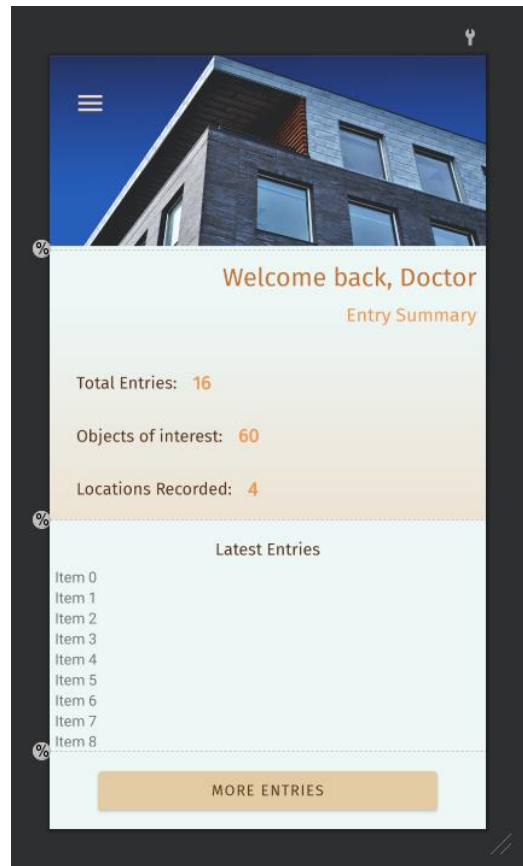 %
Welcome back, Doctor
Entry Summary
Total Entries: 16
Objects of interest: 60
Locations Recorded: 4
%
Latest Entries
Item 0
Item 1
Item 2
Item 3
Item 4
Item 5
Item 6
Item 7
Item 8
%
MORE ENTRIES